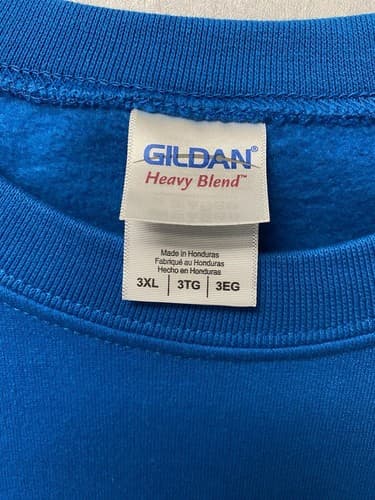 GILDAN®
Heavy Blend™
Made in Honduras
Fabriqué au Honduras
Hecho en Honduras
3XL | 3TG | 3EG